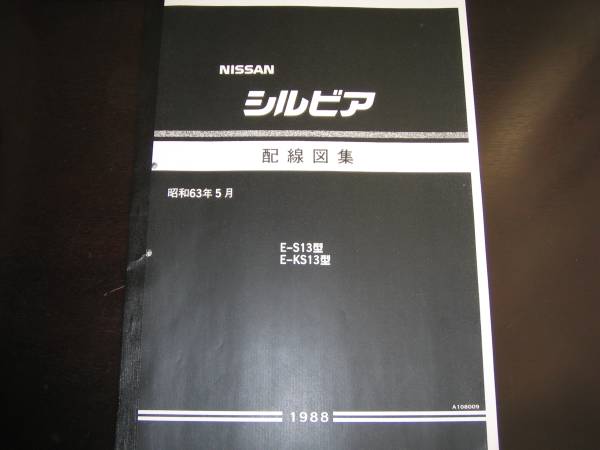 NISSAN
シルビア
配線図集
昭和63年5月
E-S13型
E-KS13型
A108009
1988